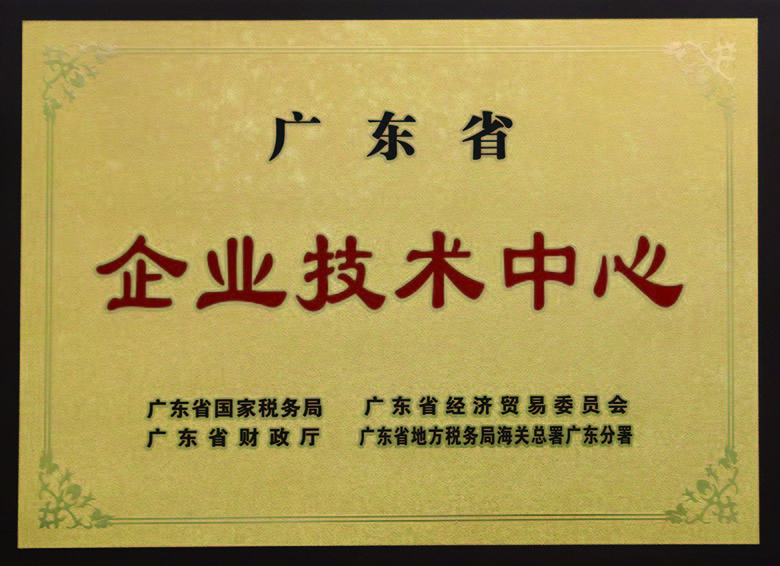 广东省
企业技术中心
广东省国家税务局 广东省经济贸易委员会
广东省财政厅 广东省地方税务局海关总署广东分署